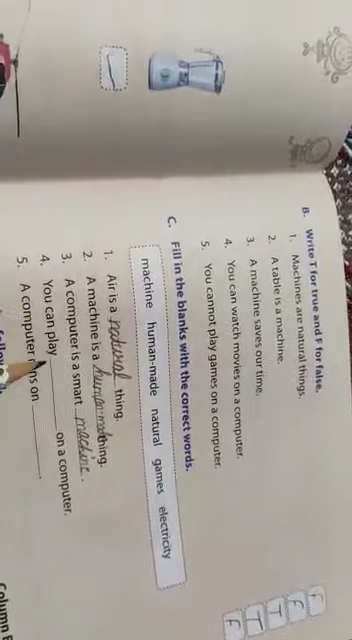 B. Write T for true and F for false.
1. Machines are natural things. F
2. A table is a machine. F
3. A machine saves our time. T
4. You can watch movies on a computer. T
5. You cannot play games on a computer. F
C. Fill in the blanks with the correct words.
machine human-made natural games electricity
1. Air is a natural thing.
2. A machine is a human-made thing.
3. A computer is a smart machine.
4. You can play ________ on a computer.
5. A computer runs on ________.
Column B